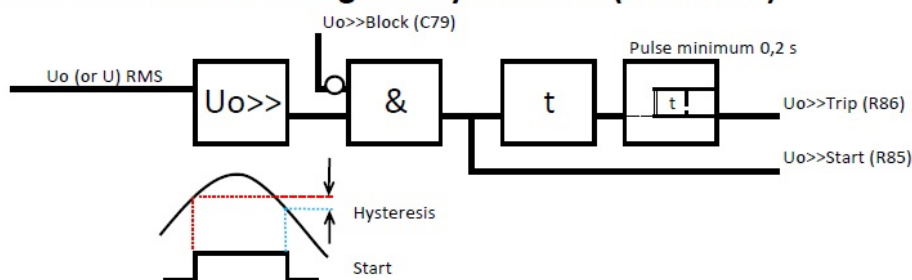 Uo>>Block (C79)
Pulse minimum 0,2 s
Uo (or U) RMS
Uo>>
&
t
t
Uo>>Trip (R86)
Uo>>Start (R85)
Hysteresis
Start